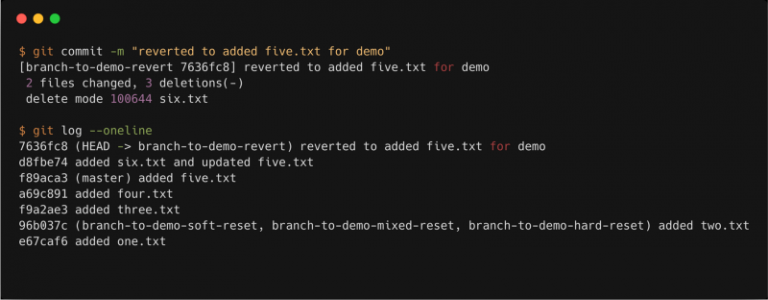 $ git commit -m "reverted to added five.txt for demo"
[branch-to-demo-revert 7636fc8] reverted to added five.txt for demo
2 files changed, 3 deletions(-)
delete mode 100644 six.txt
$ git log --oneline
7636fc8 (HEAD -> branch-to-demo-revert) reverted to added five.txt for demo
d8fbe74 added six.txt and updated five.txt
f89aca3 (master) added five.txt
a69c891 added four.txt
f9a2ae3 added three.txt
96b037c (branch-to-demo-soft-reset, branch-to-demo-mixed-reset, branch-to-demo-hard-reset) added two.txt
e67caf6 added one.txt